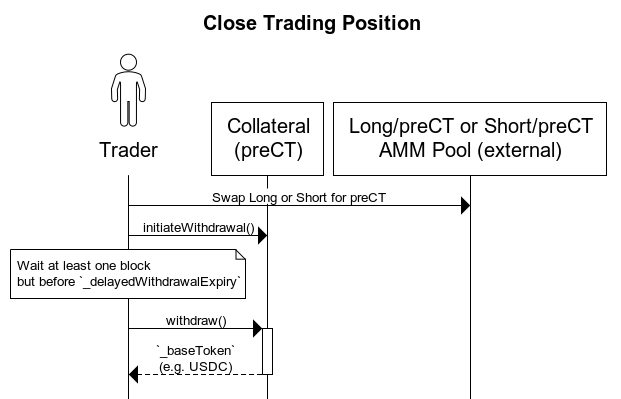 Close Trading Position
Trader
Collateral
(preCT)
Long/preCT or Short/preCT
AMM Pool (external)
Swap Long or Short for preCT
initiateWithdrawal()
Wait at least one block
but before `_delayedWithdrawalExpiry`
withdraw()
`_baseToken`
(e.g. USDC)